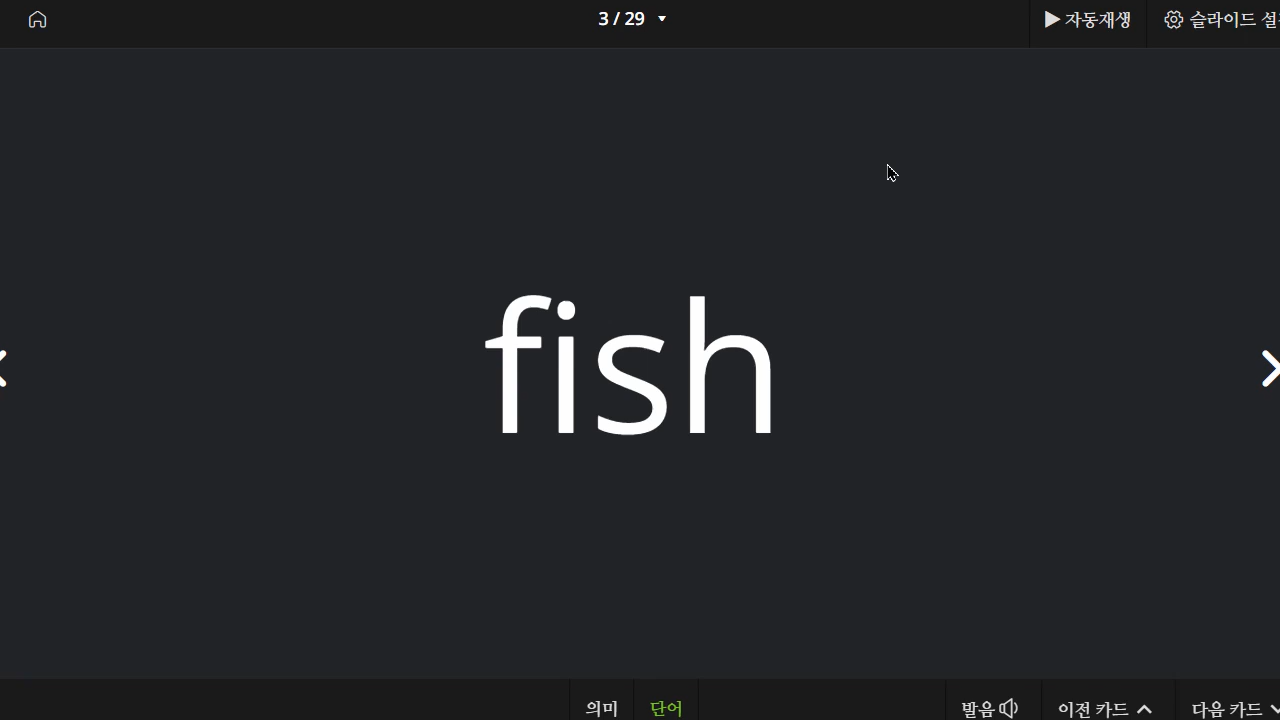 3 / 29
자동재생
슬라이드
fish
의미
단어
발음
이전 카드
다음 카드